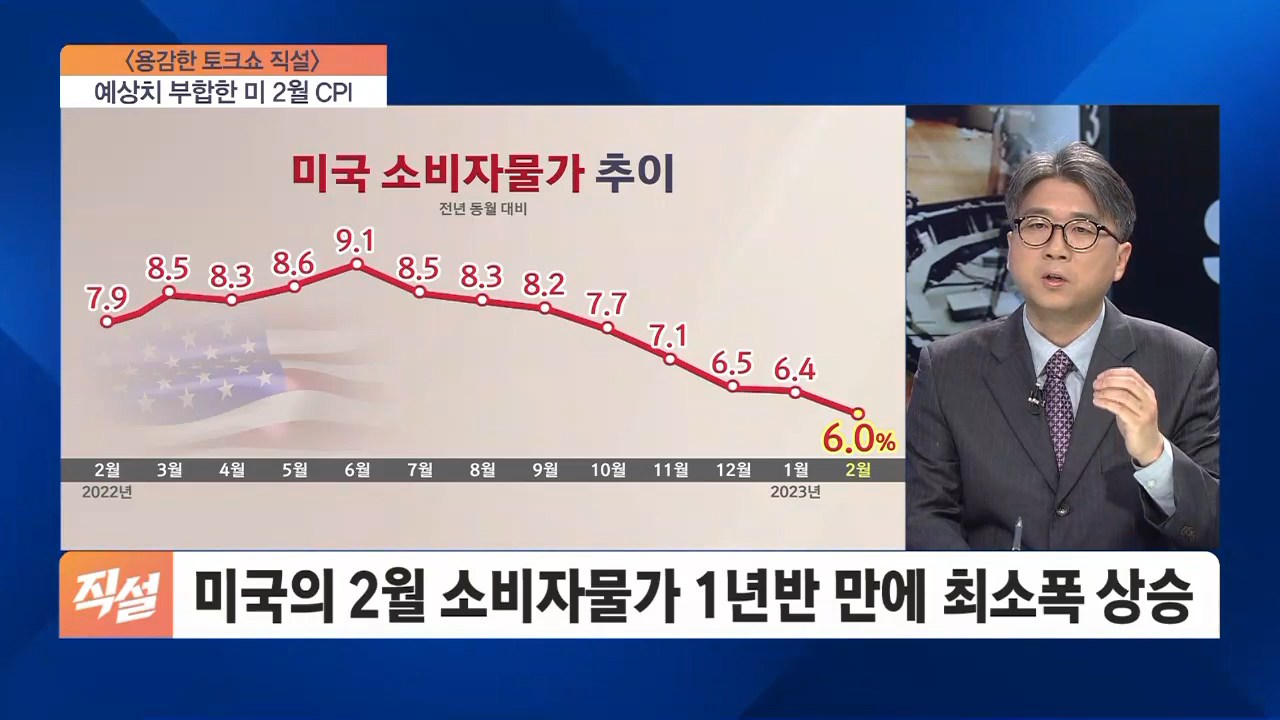 〈용감한 토크쇼 직설〉
예상치 부합한 미 2월 CPI
미국 소비자물가 추이
전년 동월 대비
7.9 8.5 8.3 8.6 9.1 8.5 8.3 8.2 7.7 7.1 6.5 6.4 6.0%
2월 3월 4월 5월 6월 7월 8월 9월 10월 11월 12월 1월 2월
2022년 2023년
3
직설 미국의 2월 소비자물가 1년반 만에 최소폭 상승